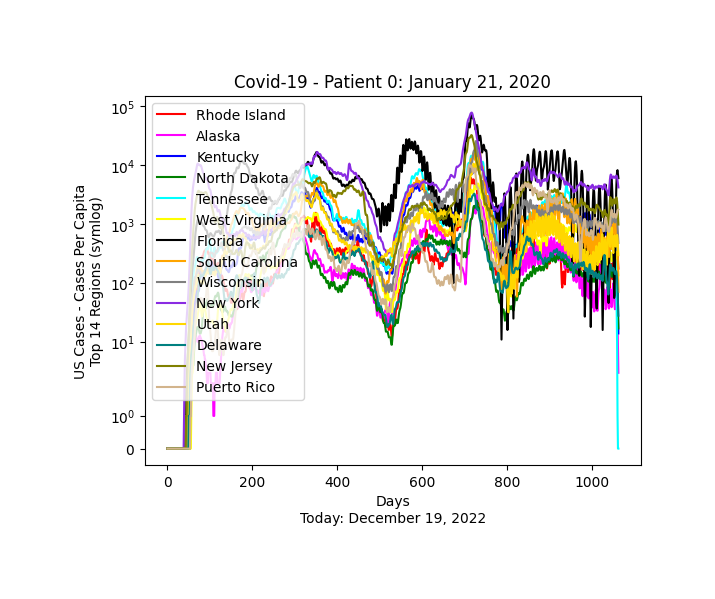 Covid-19 - Patient 0: January 21, 2020
US Cases - Cases Per Capita
Top 14 Regions (symlog)
10^5
10^4
10^3
10^2
10^1
10^0
0
Rhode Island
Alaska
Kentucky
North Dakota
Tennessee
West Virginia
Florida
South Carolina
Wisconsin
New York
Utah
Delaware
New Jersey
Puerto Rico
0 200 400 600 800 1000
Days
Today: December 19, 2022